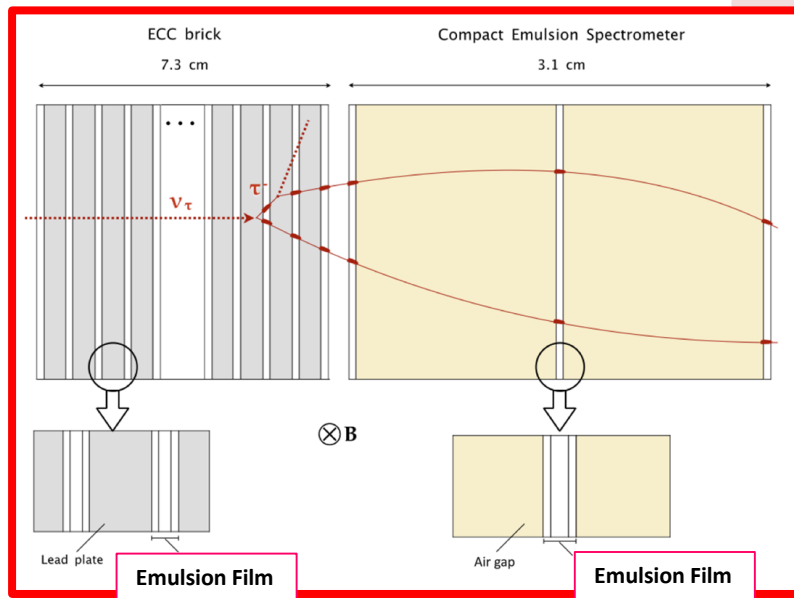 ECC brick
Compact Emulsion Spectrometer
7.3 cm
3.1 cm
τ-
ντ
B
Lead plate
Emulsion Film
Air gap
Emulsion Film